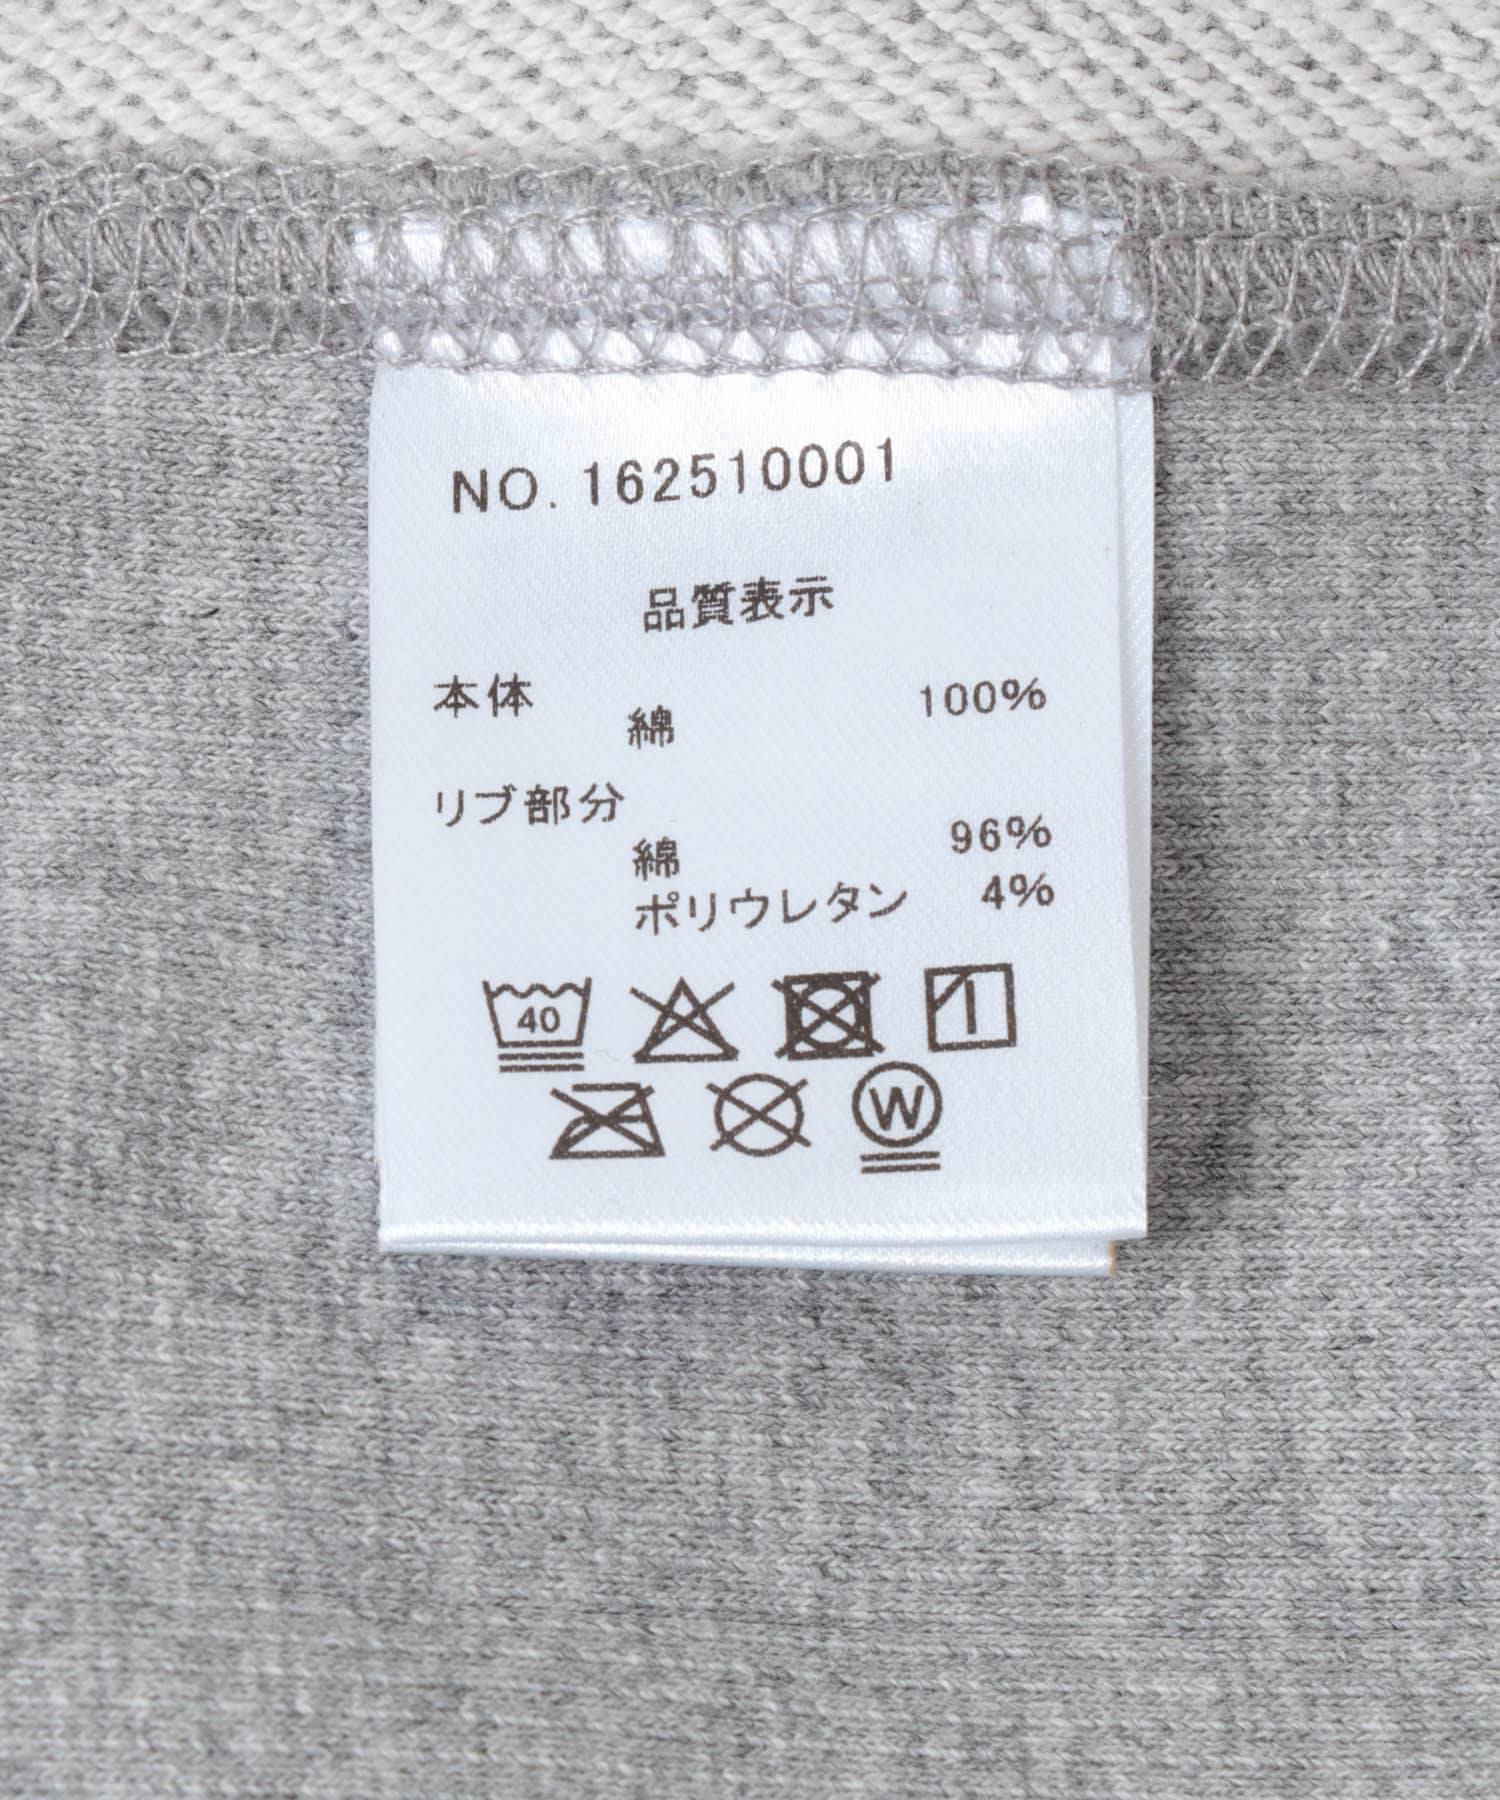 NO. 162510001
品質表示
本体
綿 100%
リブ部分
綿 96%
ポリウレタン 4%
40
W